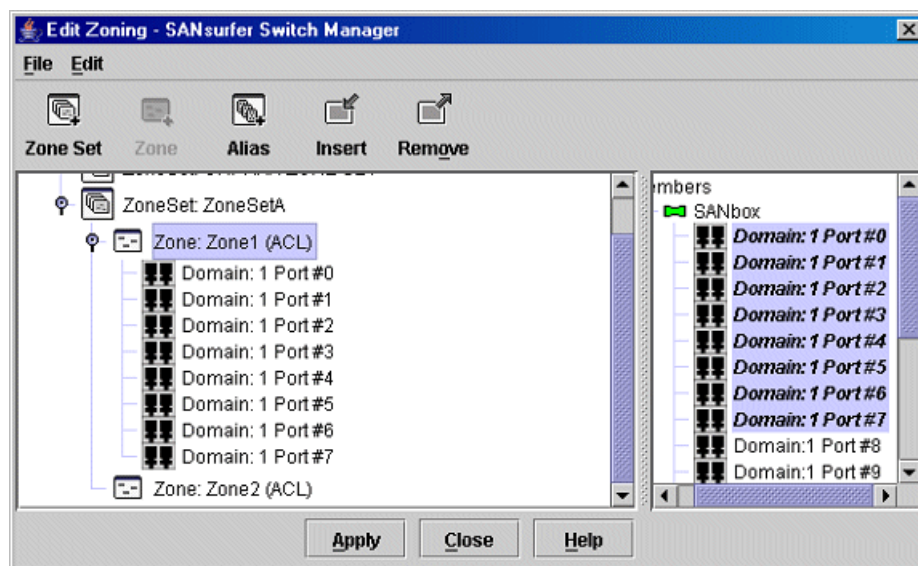 Edit Zoning - SANsurfer Switch Manager
File Edit
Zone Set Zone Alias Insert Remove
ZoneSet: ZoneSetA
Zone: Zone1 (ACL)
Domain: 1 Port #0
Domain: 1 Port #1
Domain: 1 Port #2
Domain: 1 Port #3
Domain: 1 Port #4
Domain: 1 Port #5
Domain: 1 Port #6
Domain: 1 Port #7
Zone: Zone2 (ACL)
mbers
SANbox
Domain: 1 Port #0
Domain: 1 Port #1
Domain: 1 Port #2
Domain: 1 Port #3
Domain: 1 Port #4
Domain: 1 Port #5
Domain: 1 Port #6
Domain: 1 Port #7
Domain:1 Port #8
Domain:1 Port #9
Apply Close Help